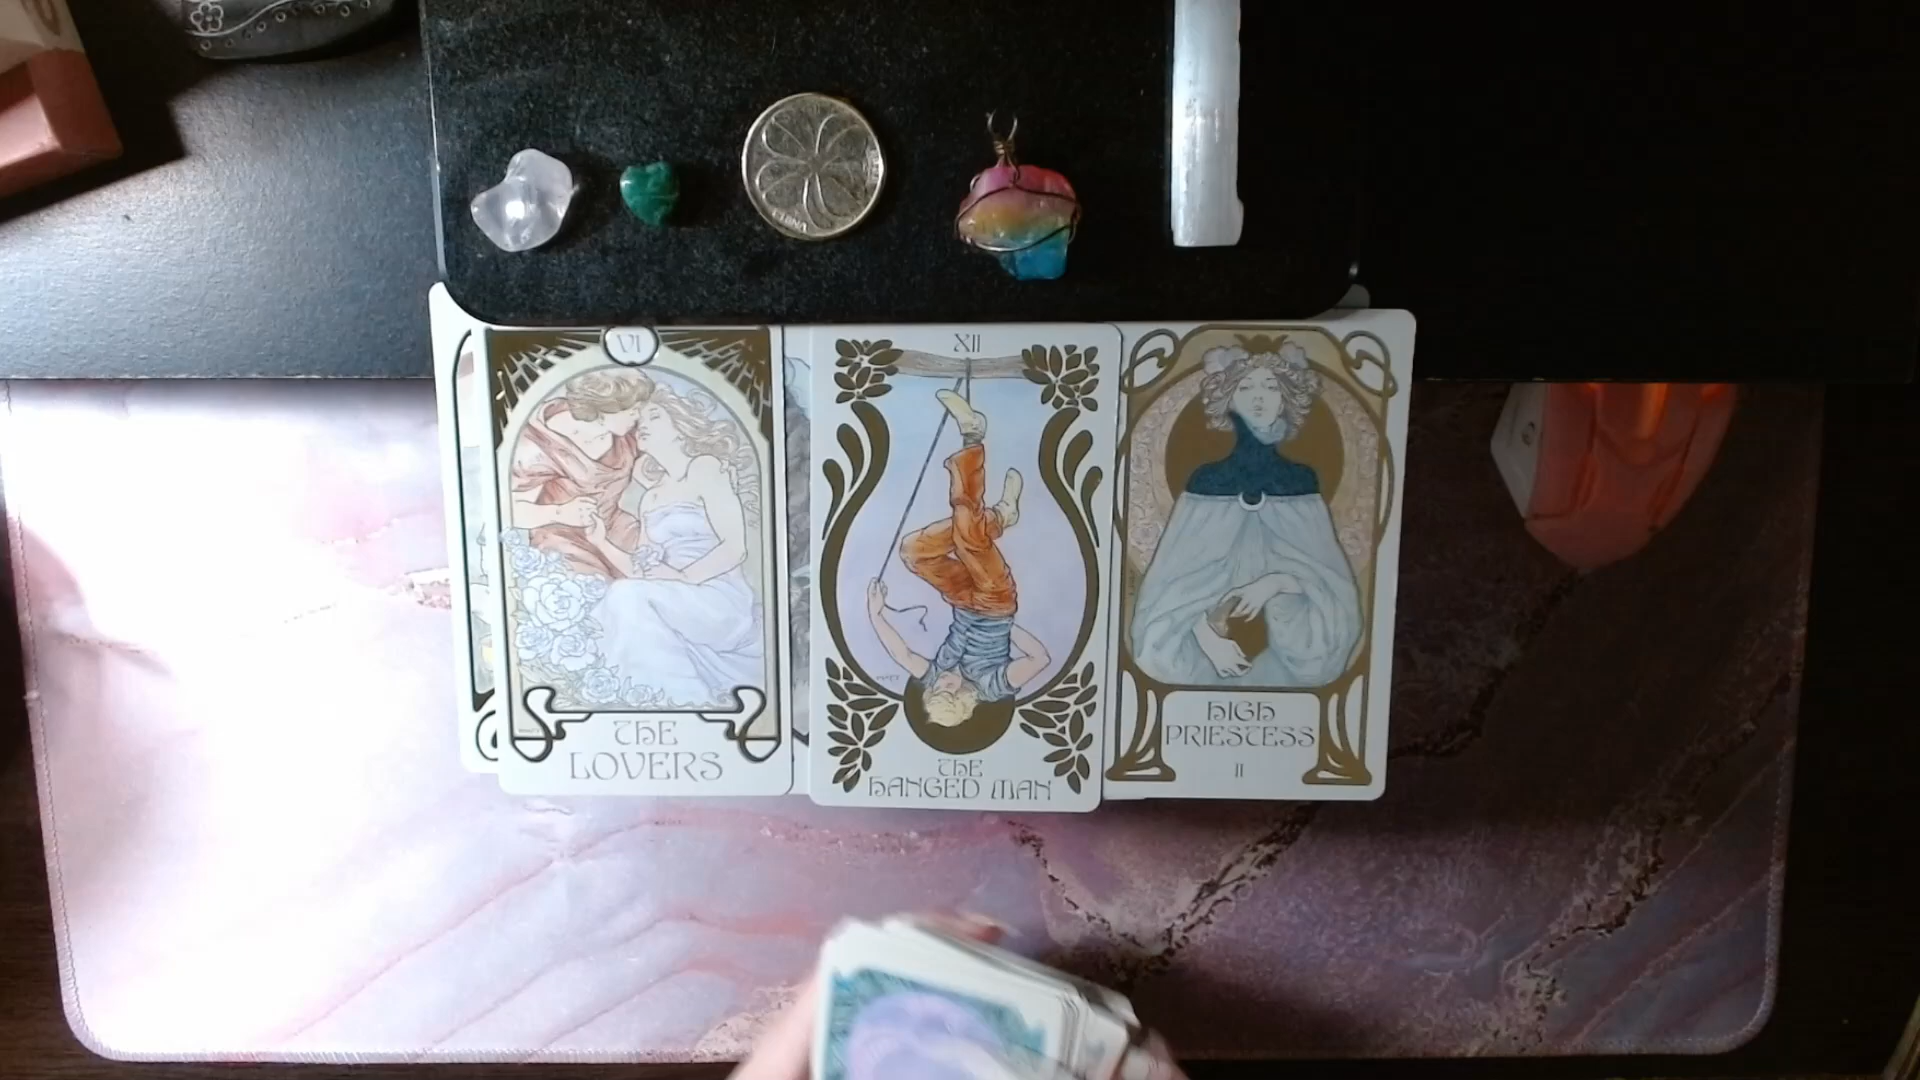 VI
THE
LOVERS
XII
THE
HANGED MAN
HIGH
PRIESTESS
II